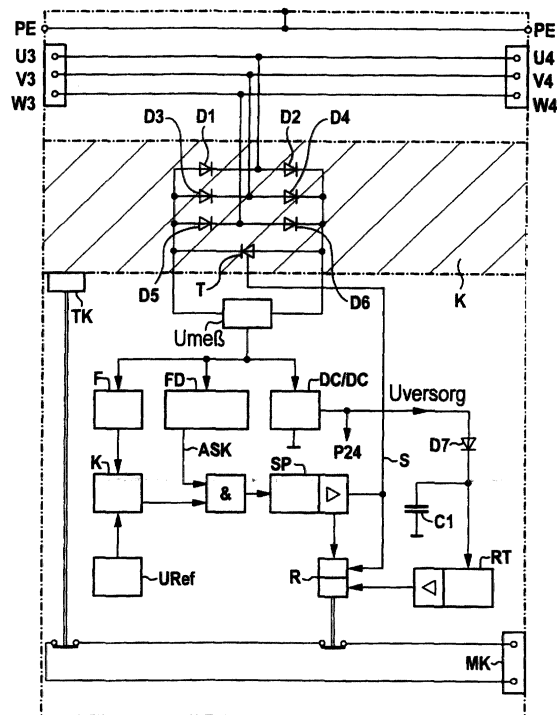 PE PE
U3 U4
V3 V4
W3 W4
D3 D1 D2 D4
D5 T D6 K
TK
Umeß
F FD DC/DC
Uversorg
ASK P24 S D7
K & SP C1
URef R RT
MK